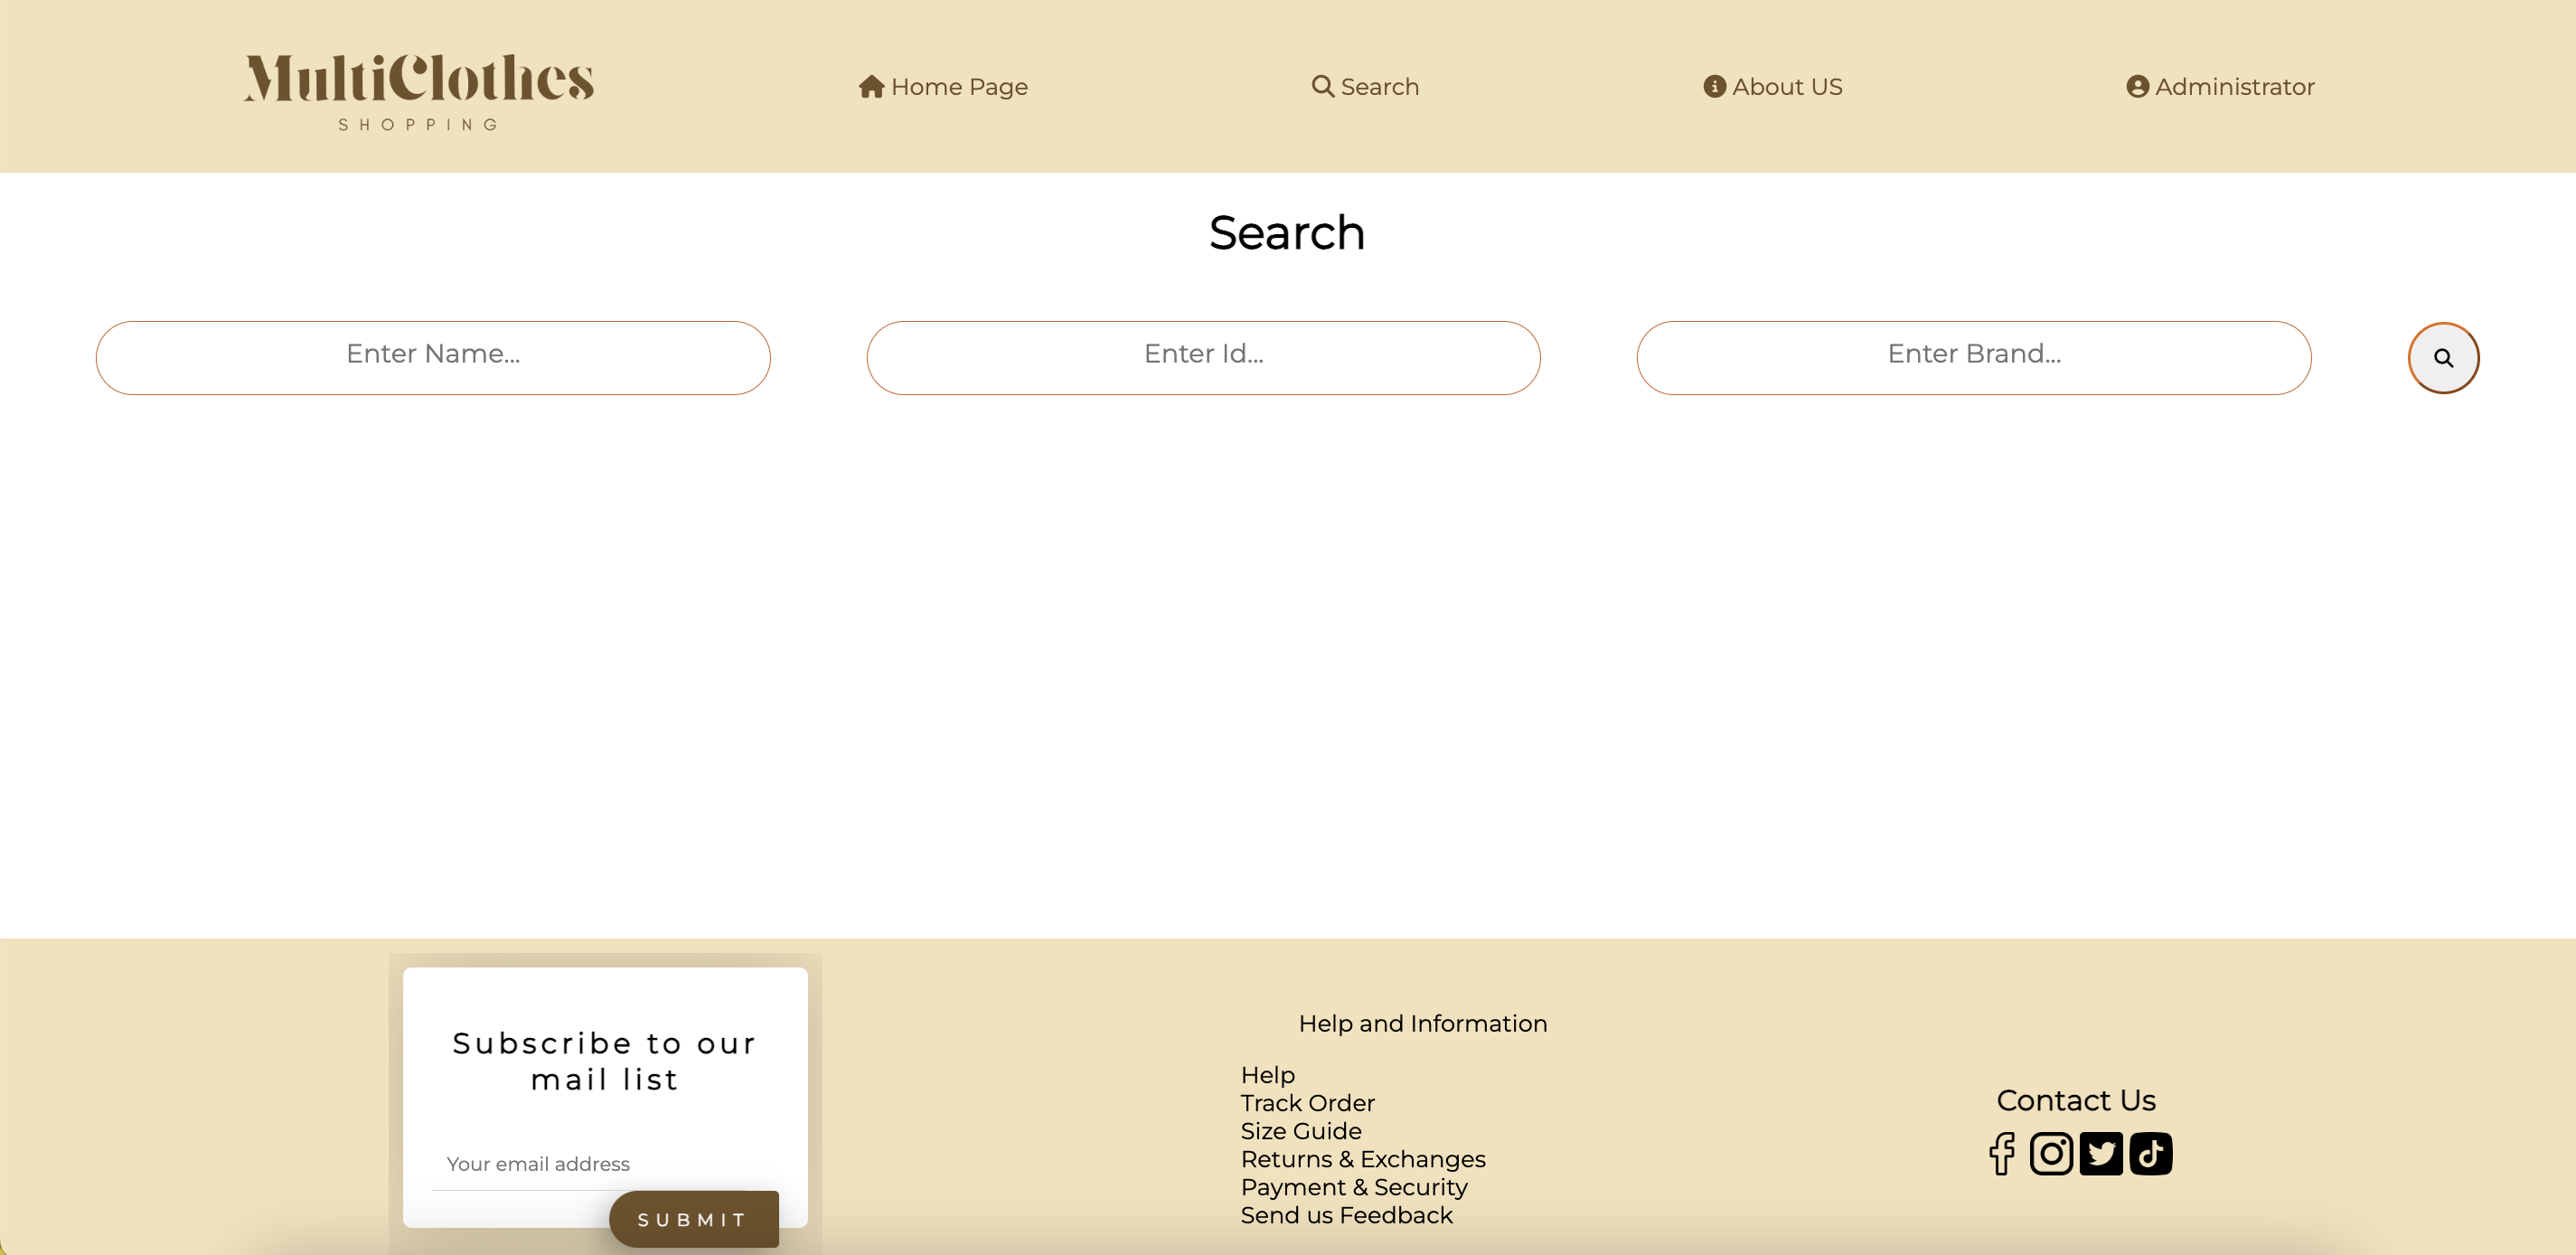 MultiClothes
SHOPPING
Home Page
Search
About US
Administrator
Search
Enter Name...
Enter Id...
Enter Brand...
Subscribe to our
mail list
Your email address
SUBMIT
Help and Information
Help
Track Order
Size Guide
Returns & Exchanges
Payment & Security
Send us Feedback
Contact Us